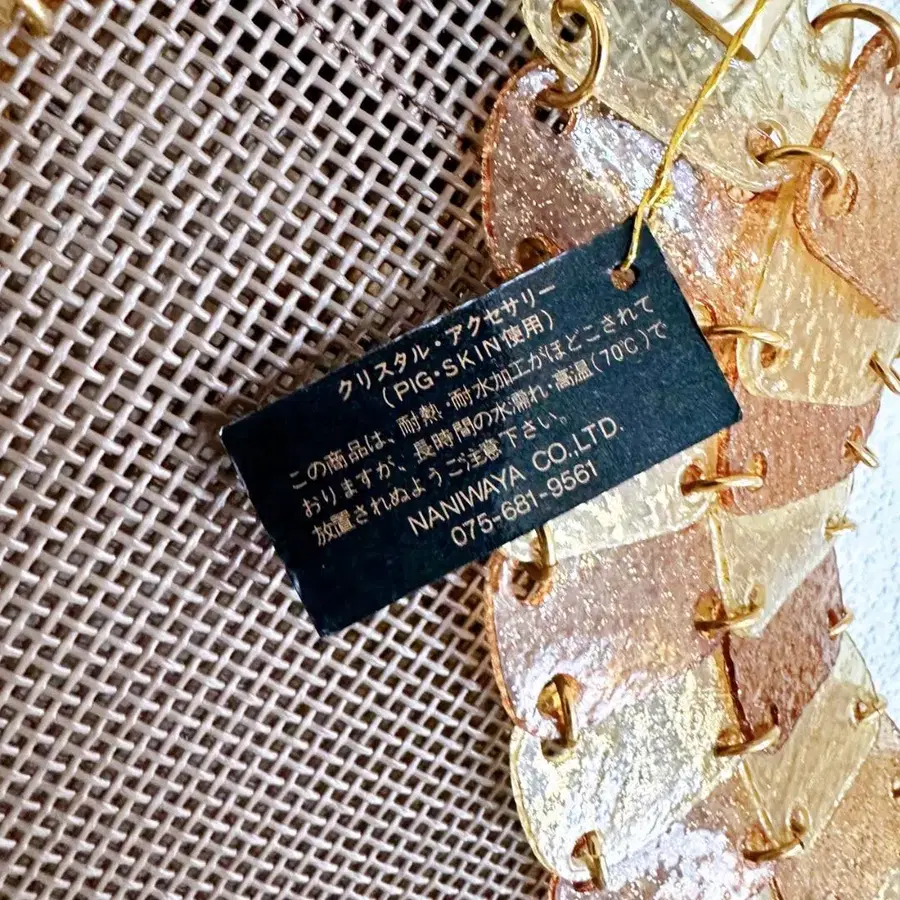 クリスタル・アクセサリー
(PIG・SKIN使用)
この商品は、耐熱・耐水加工がほどこされて
おりますが、長時間の水濡れ・高温(70℃)で
放置されぬようご注意下さい。
NANIWAYA CO.,LTD.
075-681-9561